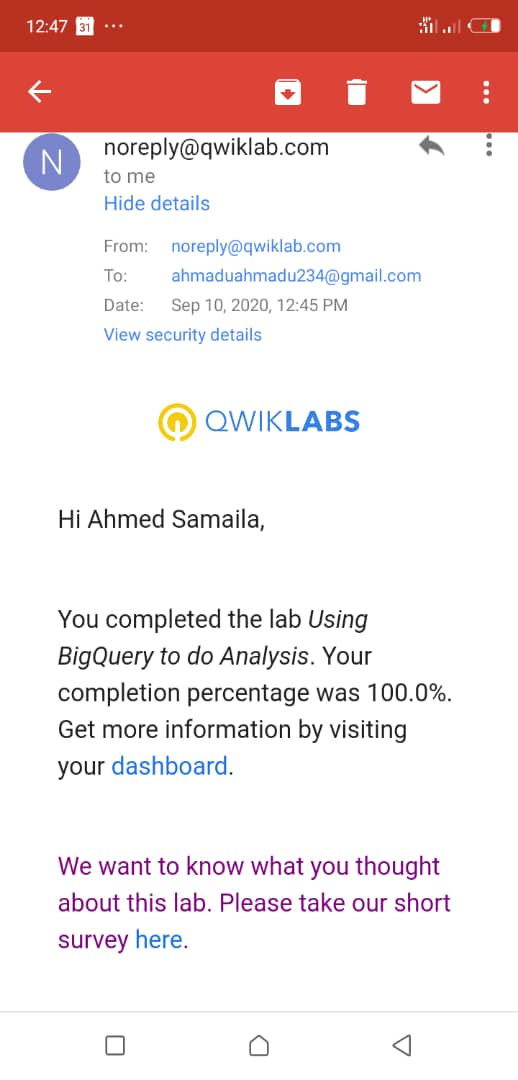 12:47 31 ...
N
noreply@qwiklab.com
to me
Hide details
From: noreply@qwiklab.com
To: ahmaduahmadu234@gmail.com
Date: Sep 10, 2020, 12:45 PM
View security details
QWIKLABS
Hi Ahmed Samaila,
You completed the lab Using
BigQuery to do Analysis. Your
completion percentage was 100.0%.
Get more information by visiting
your dashboard.
We want to know what you thought
about this lab. Please take our short
survey here.